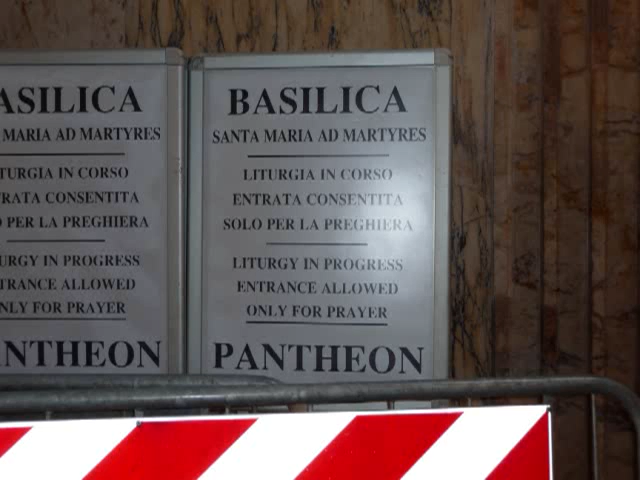 ASILICA
MARIA AD MARTYRES
ITURGIA IN CORSO
TRATA CONSENTITA
O PER LA PREGHIERA
URGY IN PROGRESS
NTRANCE ALLOWED
NLY FOR PRAYER
ANTHEON
BASILICA
SANTA MARIA AD MARTYRES
LITURGIA IN CORSO
ENTRATA CONSENTITA
SOLO PER LA PREGHIERA
LITURGY IN PROGRESS
ENTRANCE ALLOWED
ONLY FOR PRAYER
PANTHEON